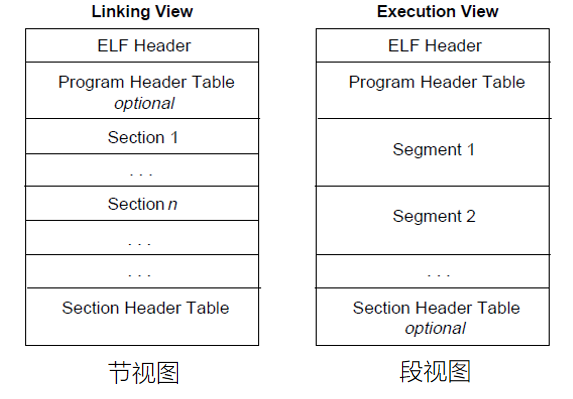 Linking View
ELF Header
Program Header Table
optional
Section 1
. . .
Section n
. . .
. . .
Section Header Table
节视图
Execution View
ELF Header
Program Header Table
Segment 1
Segment 2
. . .
Section Header Table
optional
段视图